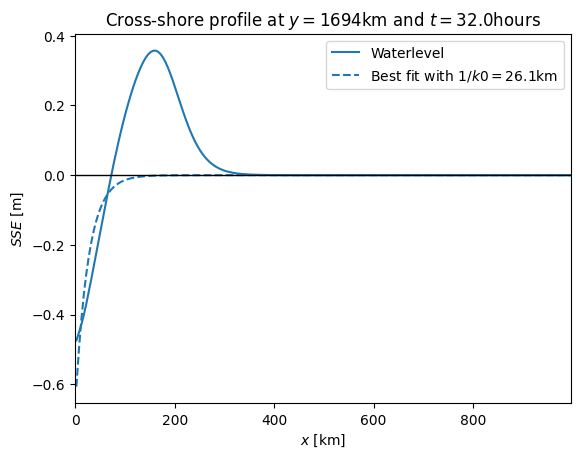 Cross-shore profile at y = 1694km and t = 32.0hours
Waterlevel
Best fit with 1/k0 = 26.1km
0.4
0.2
0.0
−0.2
−0.4
−0.6
SSE [m]
0 200 400 600 800
x [km]